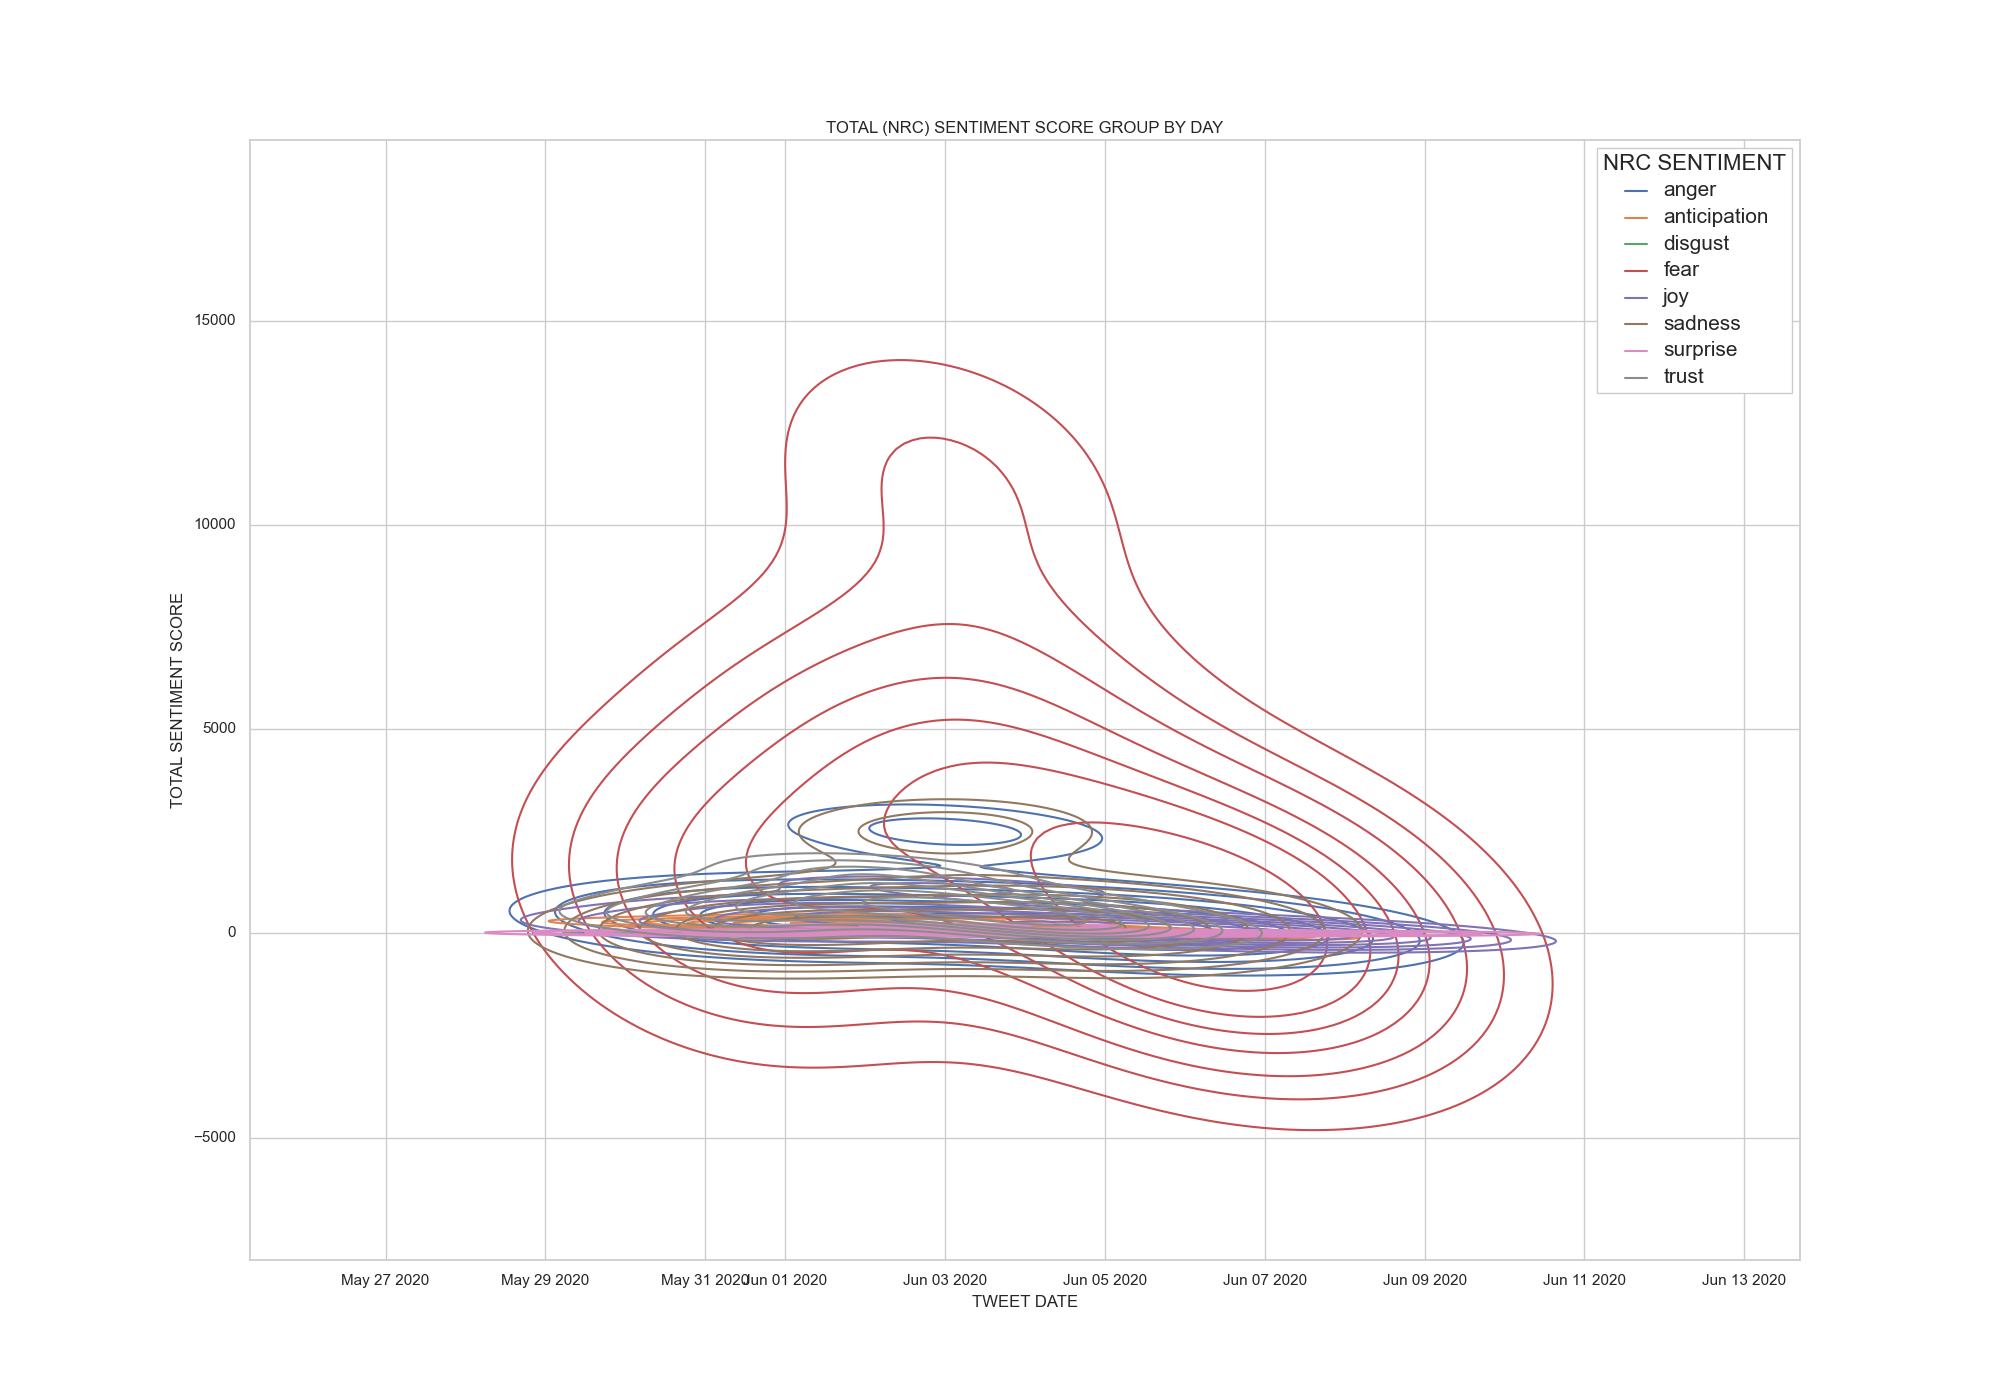 TOTAL (NRC) SENTIMENT SCORE GROUP BY DAY
NRC SENTIMENT
anger
anticipation
disgust
fear
joy
sadness
surprise
trust
15000
10000
5000
0
−5000
TOTAL SENTIMENT SCORE
May 27 2020 May 29 2020 May 31 2020 Jun 01 2020 Jun 03 2020 Jun 05 2020 Jun 07 2020 Jun 09 2020 Jun 11 2020 Jun 13 2020
TWEET DATE